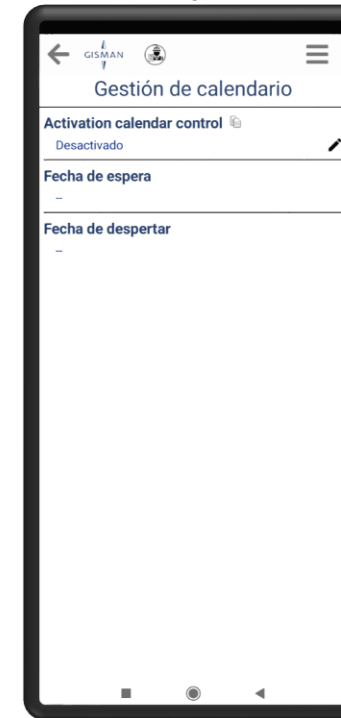 GISMAN
Gestión de calendario
Activation calendar control
Desactivado
Fecha de espera
--
Fecha de despertar
--